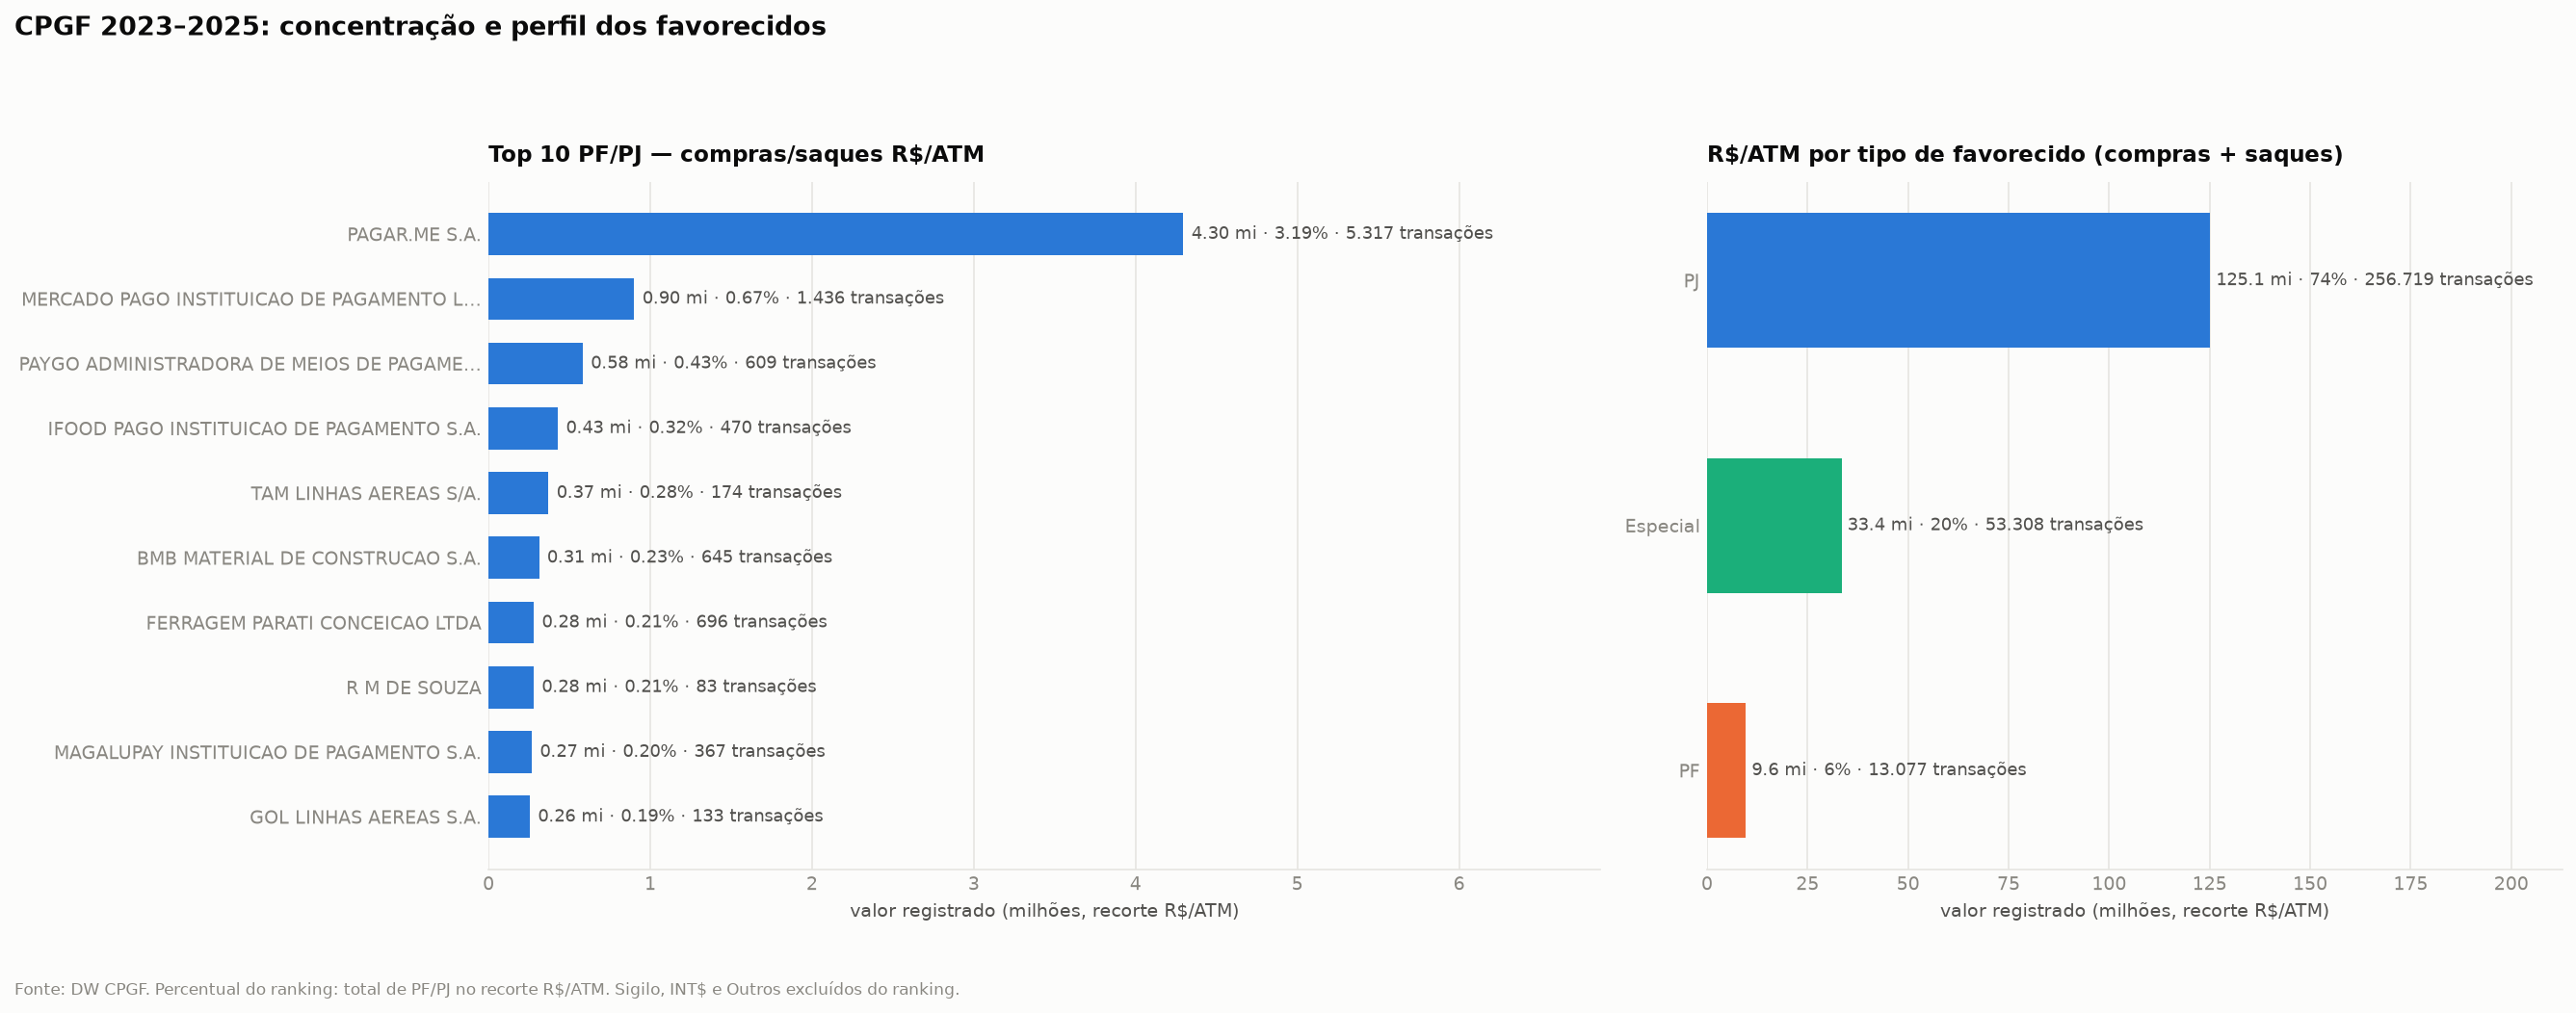 CPGF 2023–2025: concentração e perfil dos favorecidos
Top 10 PF/PJ — compras/saques R$/ATM
PAGAR.ME S.A.
4.30 mi · 3.19% · 5.317 transações
MERCADO PAGO INSTITUICAO DE PAGAMENTO L…
0.90 mi · 0.67% · 1.436 transações
PAYGO ADMINISTRADORA DE MEIOS DE PAGAME…
0.58 mi · 0.43% · 609 transações
IFOOD PAGO INSTITUICAO DE PAGAMENTO S.A.
0.43 mi · 0.32% · 470 transações
TAM LINHAS AEREAS S/A.
0.37 mi · 0.28% · 174 transações
BMB MATERIAL DE CONSTRUCAO S.A.
0.31 mi · 0.23% · 645 transações
FERRAGEM PARATI CONCEICAO LTDA
0.28 mi · 0.21% · 696 transações
R M DE SOUZA
0.28 mi · 0.21% · 83 transações
MAGALUPAY INSTITUICAO DE PAGAMENTO S.A.
0.27 mi · 0.20% · 367 transações
GOL LINHAS AEREAS S.A.
0.26 mi · 0.19% · 133 transações
0 1 2 3 4 5 6
valor registrado (milhões, recorte R$/ATM)
R$/ATM por tipo de favorecido (compras + saques)
PJ
125.1 mi · 74% · 256.719 transações
Especial
33.4 mi · 20% · 53.308 transações
PF
9.6 mi · 6% · 13.077 transações
0 25 50 75 100 125 150 175 200
valor registrado (milhões, recorte R$/ATM)
Fonte: DW CPGF. Percentual do ranking: total de PF/PJ no recorte R$/ATM. Sigilo, INT$ e Outros excluídos do ranking.